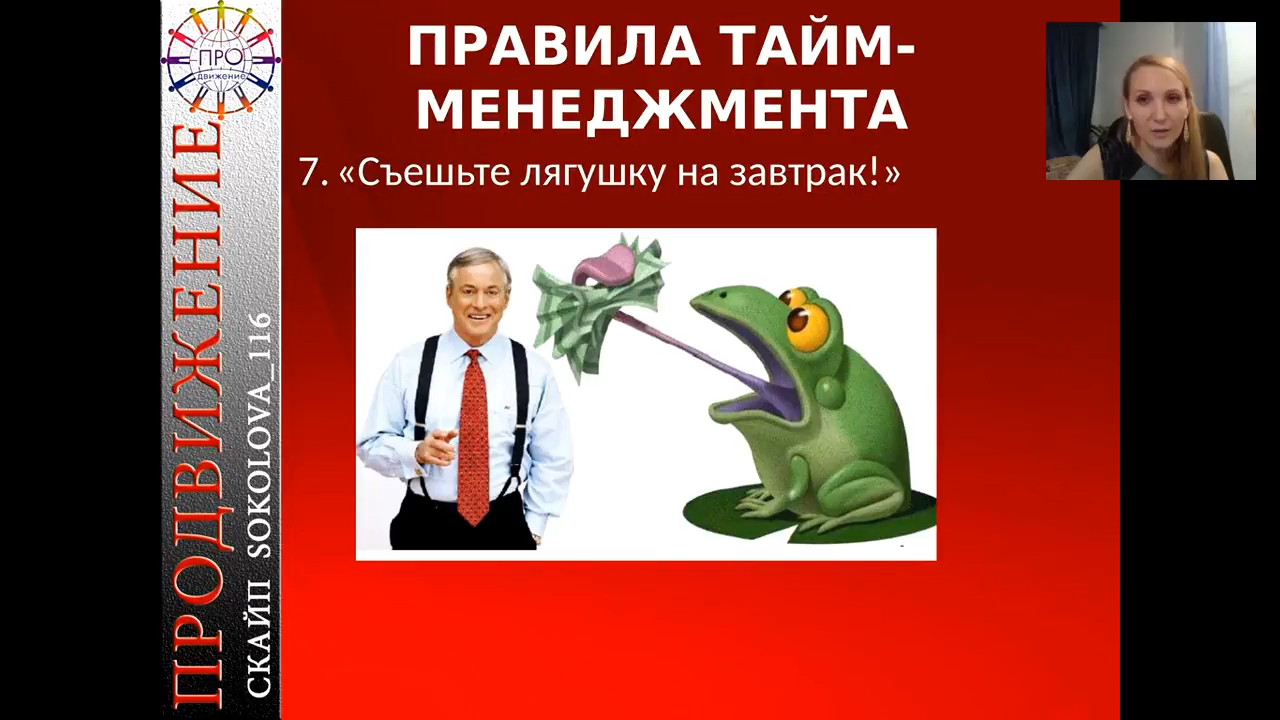 ПРО
движение
ПРОДВИЖЕНИЕ
СКАЙП SOKOLOVA_116
ПРАВИЛА ТАЙМ-
МЕНЕДЖМЕНТА
7. «Съешьте лягушку на завтрак!»